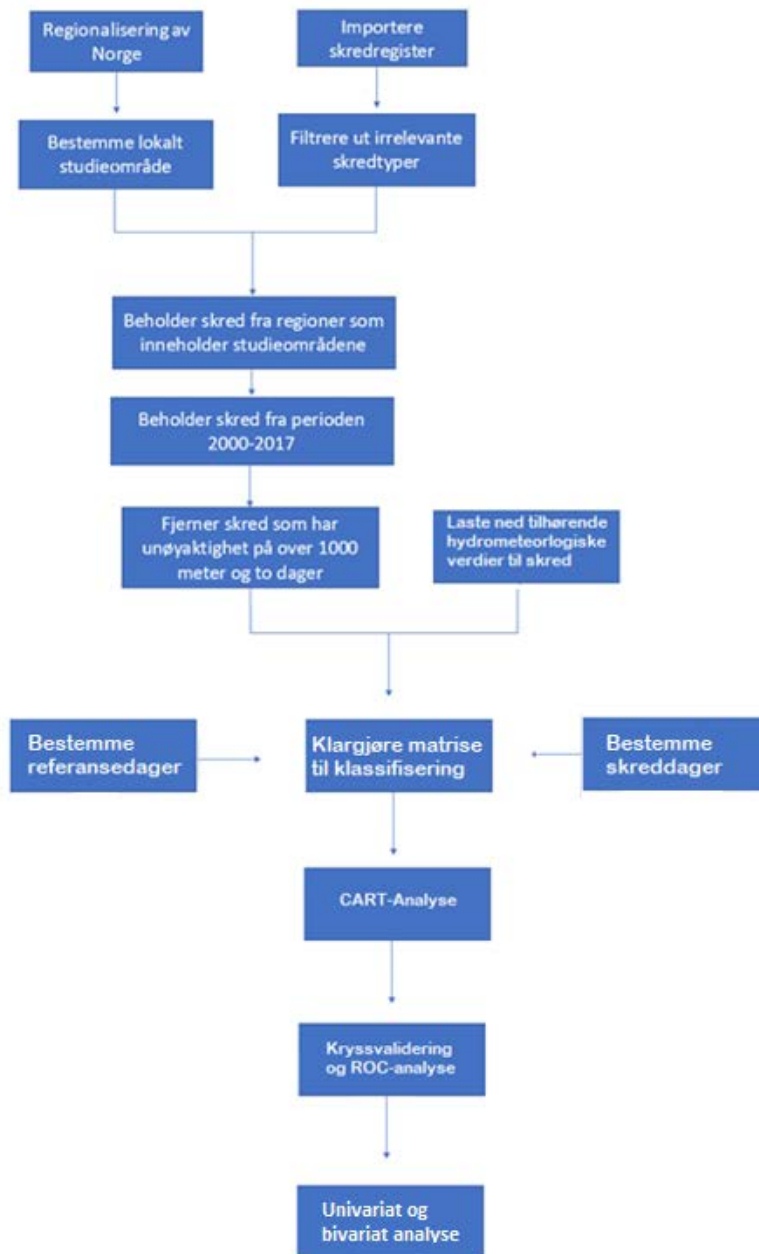 Regionalisering av
Norge
Importere
skredregister
Bestemme lokalt
studieområde
Filtrere ut irrelevante
skredtyper
Beholder skred fra regioner som
inneholder studieområdene
Beholder skred fra perioden
2000-2017
Fjerner skred som har
unøyaktighet på over 1000
meter og to dager
Laste ned tilhørende
hydrometeorlogiske
verdier til skred
Bestemme
referansedager
Klargjøre matrise
til klassifisering
Bestemme
skreddager
CART-Analyse
Kryssvalidering
og ROC-analyse
Univariat og
bivariat analyse